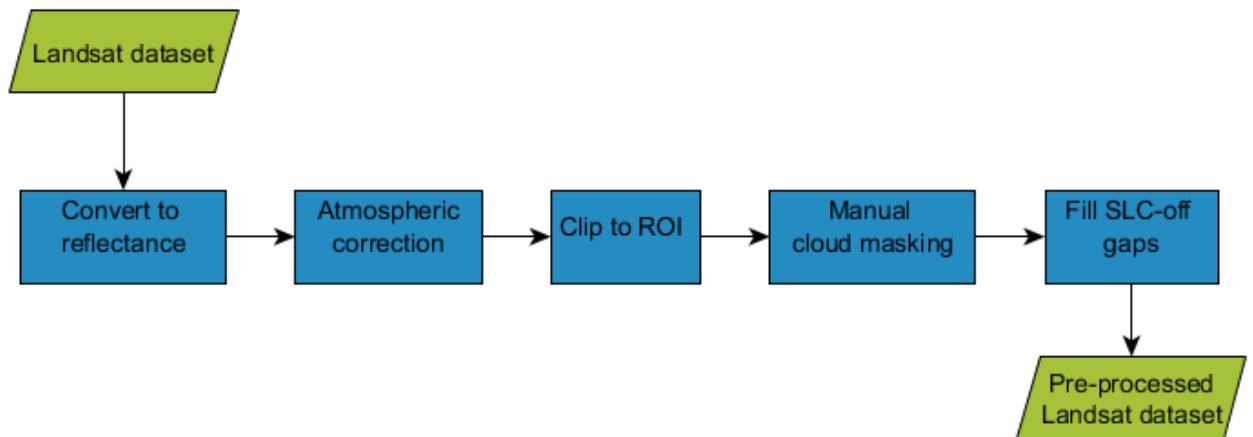 Landsat dataset
Convert to
reflectance
Atmospheric
correction
Clip to ROI
Manual
cloud masking
Fill SLC-off
gaps
Pre-processed
Landsat dataset